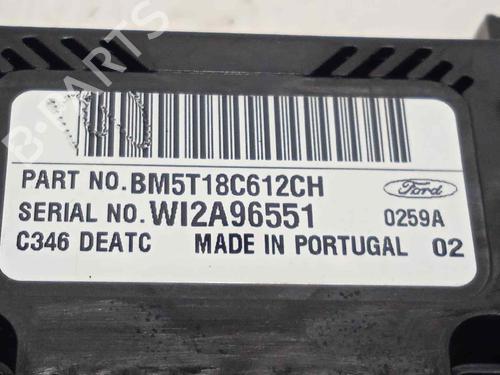 B-PARTS
PART NO.BM5T18C612CH
Ford
SERIAL NO.WI2A96551
0259A
C346 DEATC MADE IN PORTUGAL 02